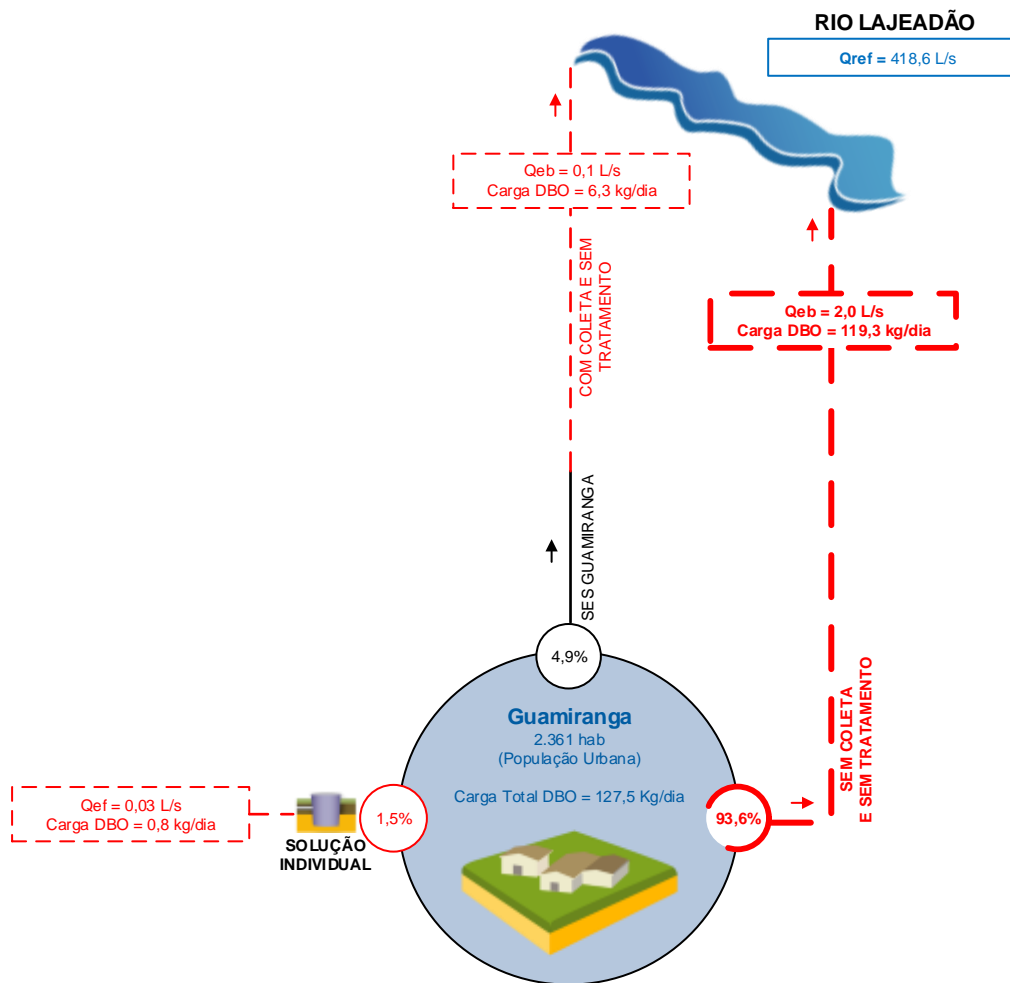 RIO LAJEADÃO
Qref = 418,6 L/s
Qeb = 0,1 L/s
Carga DBO = 6,3 kg/dia
COM COLETA E SEM
TRATAMENTO
Qeb = 2,0 L/s
Carga DBO = 119,3 kg/dia
SES GUAMIRANGA
SEM COLETA
E SEM TRATAMENTO
4,9%
Guamiranga
2.361 hab
(População Urbana)
Carga Total DBO = 127,5 Kg/dia
Qef = 0,03 L/s
Carga DBO = 0,8 kg/dia
SOLUÇÃO
INDIVIDUAL
1,5%
93,6%